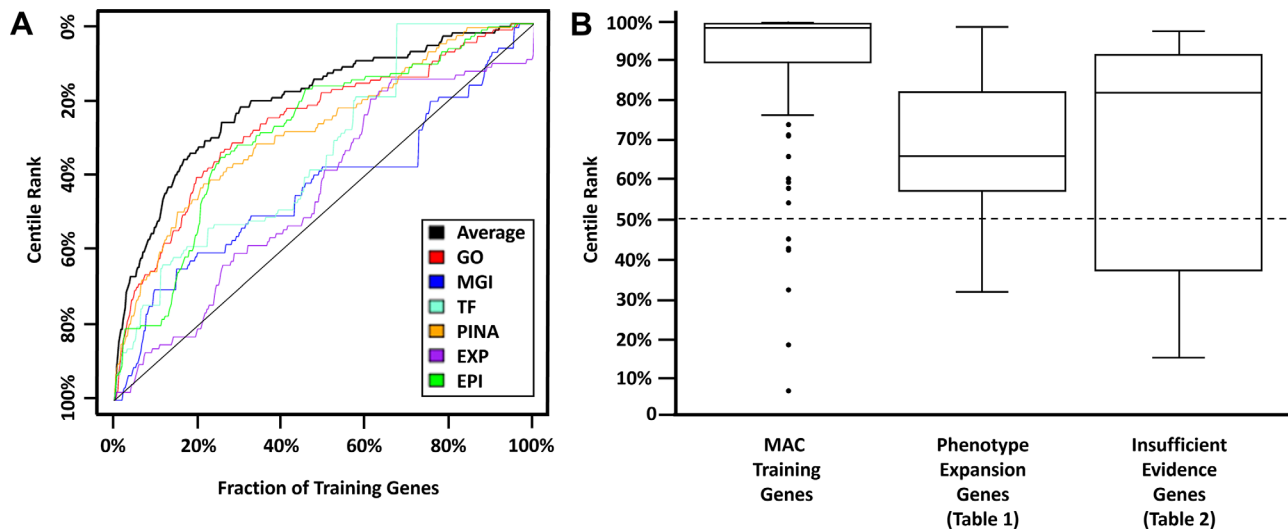 A
Centile Rank
0%
20%
40%
60%
80%
100%
Average
GO
MGI
TF
PINA
EXP
EPI
0%
20%
40%
60%
80%
100%
Fraction of Training Genes
B
Centile Rank
100%
90%
80%
70%
60%
50%
40%
30%
20%
10%
0
MAC
Training
Genes
Phenotype
Expansion
Genes
(Table 1)
Insufficient
Evidence
Genes
(Table 2)